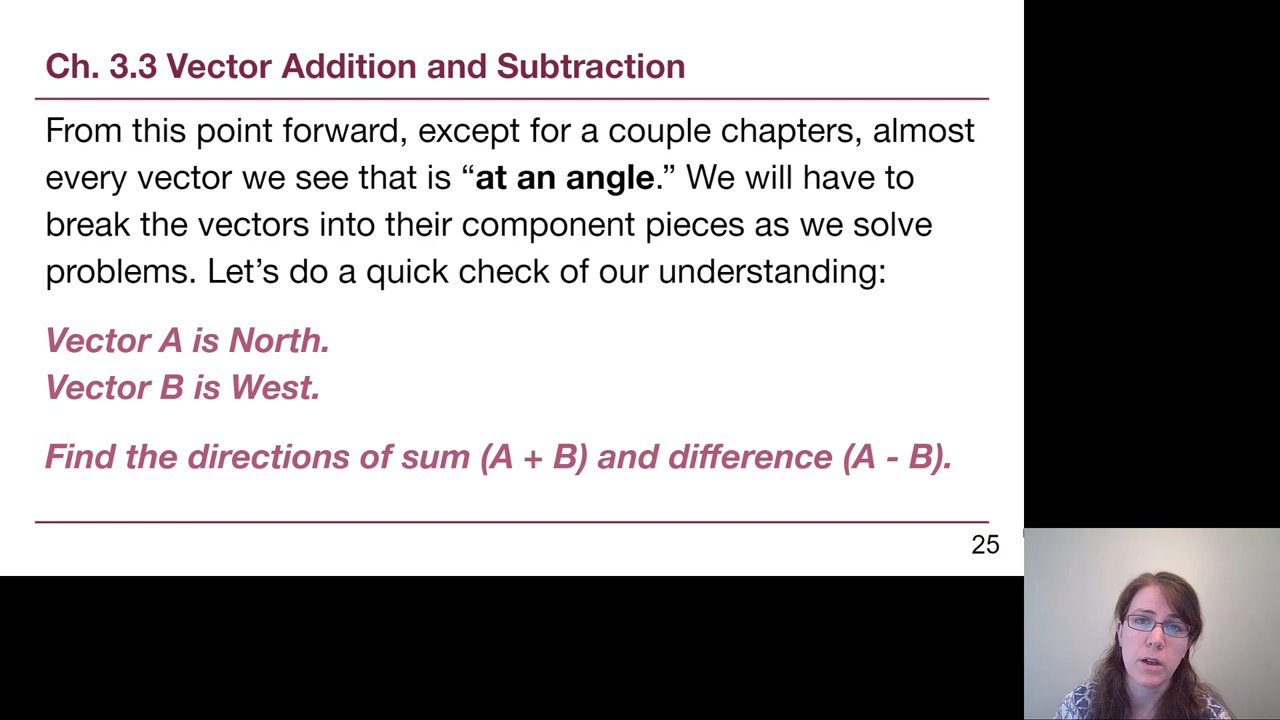 Ch. 3.3 Vector Addition and Subtraction
From this point forward, except for a couple chapters, almost
every vector we see that is “at an angle.” We will have to
break the vectors into their component pieces as we solve
problems. Let’s do a quick check of our understanding:
Vector A is North.
Vector B is West.
Find the directions of sum (A + B) and difference (A - B).
25